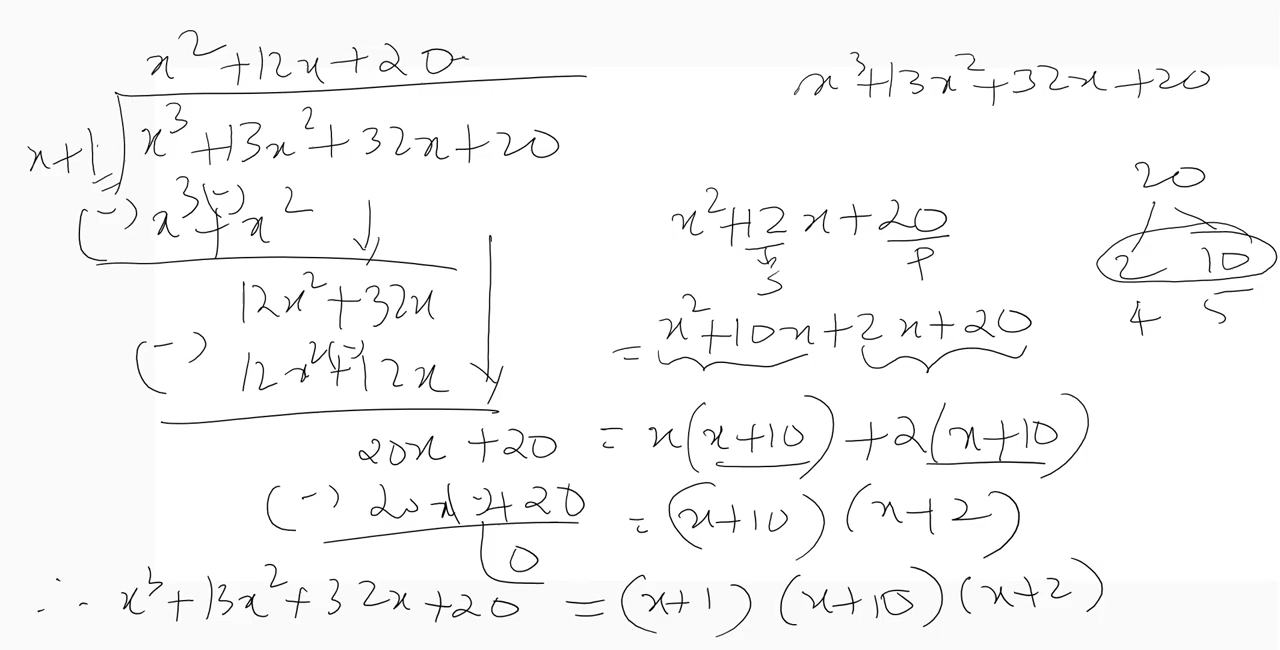 x² + 12x + 20
x + 1 ) x³ + 13x² + 32x + 20
(-) x³ (-)+ x²
12x² + 32x
(-) 12x² (-)+ 12x
20x + 20
(-) 20x (-)+ 20
0
x³ + 13x² + 32x + 20
20
2 10
4 5
x² + 12x + 20
S P
= x² + 10x + 2x + 20
= x(x + 10) + 2(x + 10)
= (x + 10) (x + 2)
∴ x³ + 13x² + 32x + 20 = (x + 1) (x + 10) (x + 2)